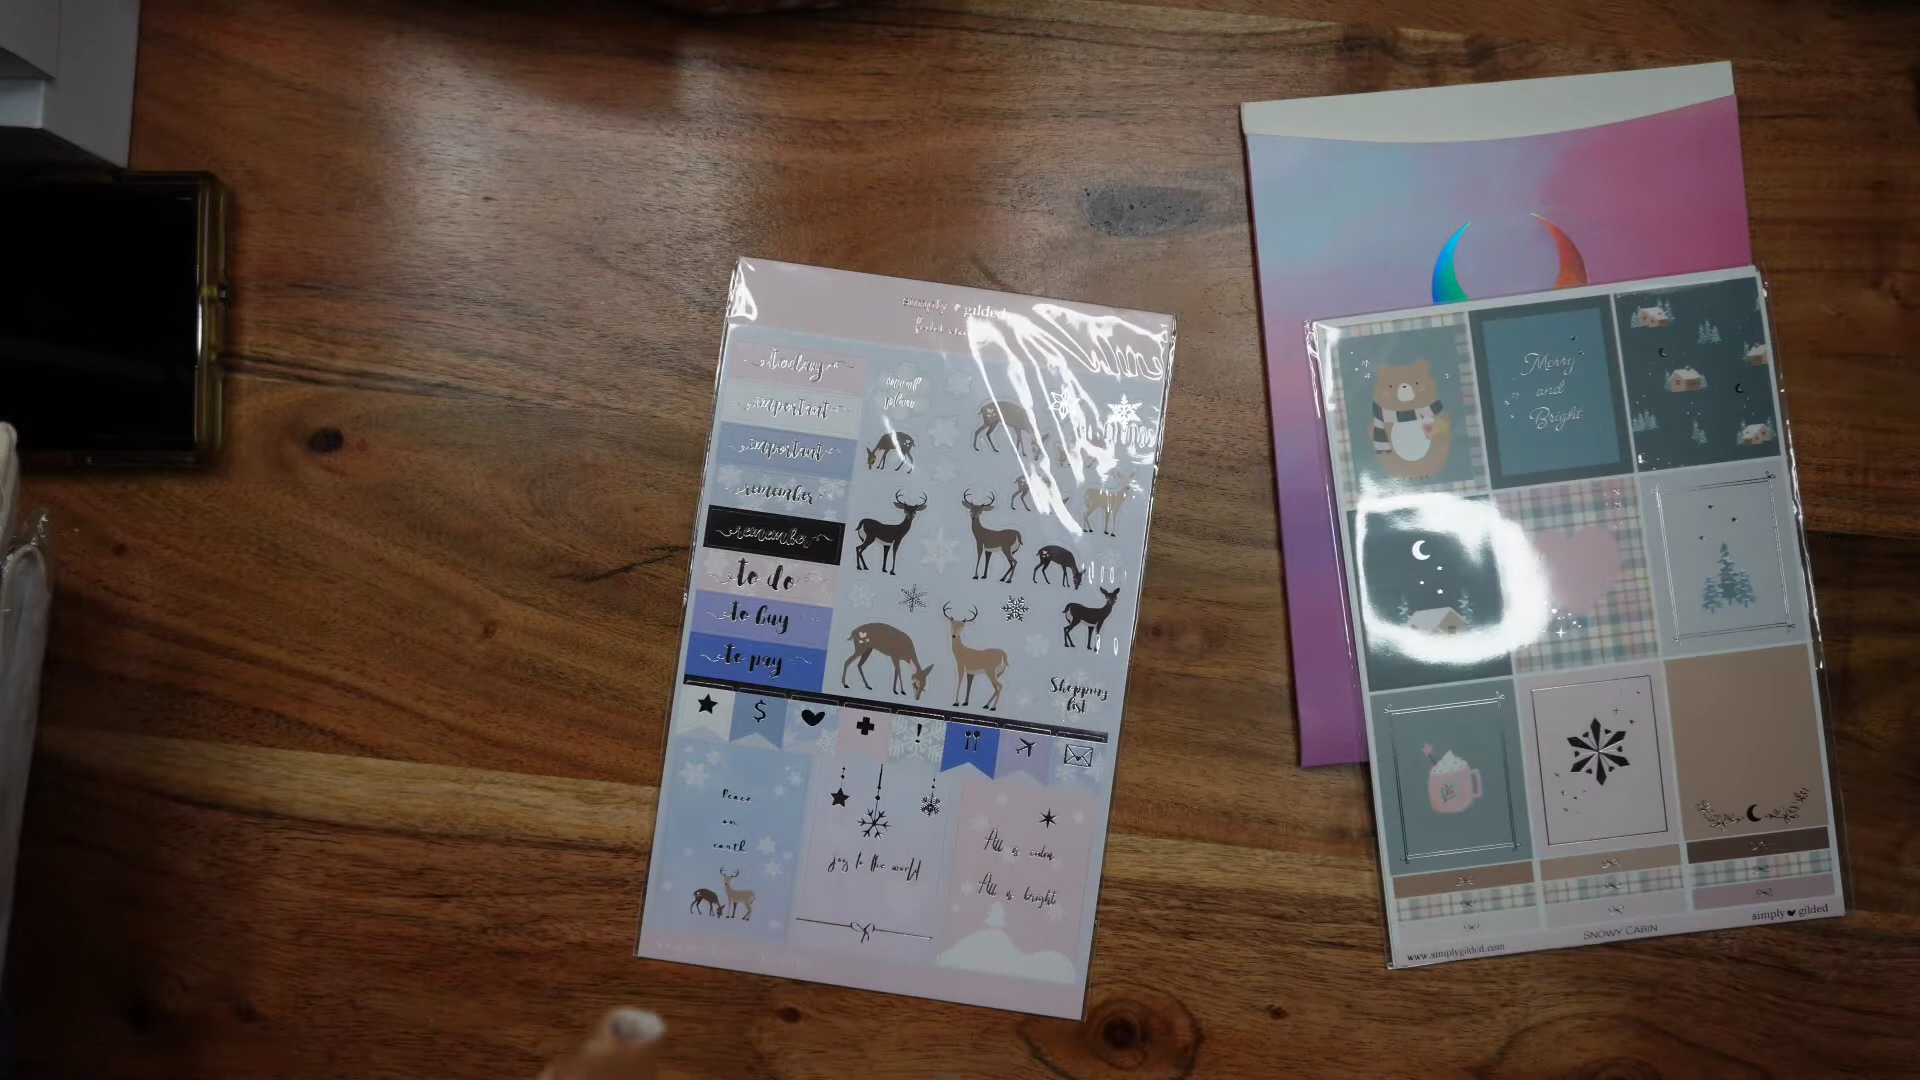 simply gilded
today
important
important
remember
remember
to do
to buy
to pay
Shopping
list
$
!
Peace
on
earth
joy to the world
All is calm
All is bright
Merry
and
Bright
simply gilded
SNOWY CABIN
www.simplygilded.com